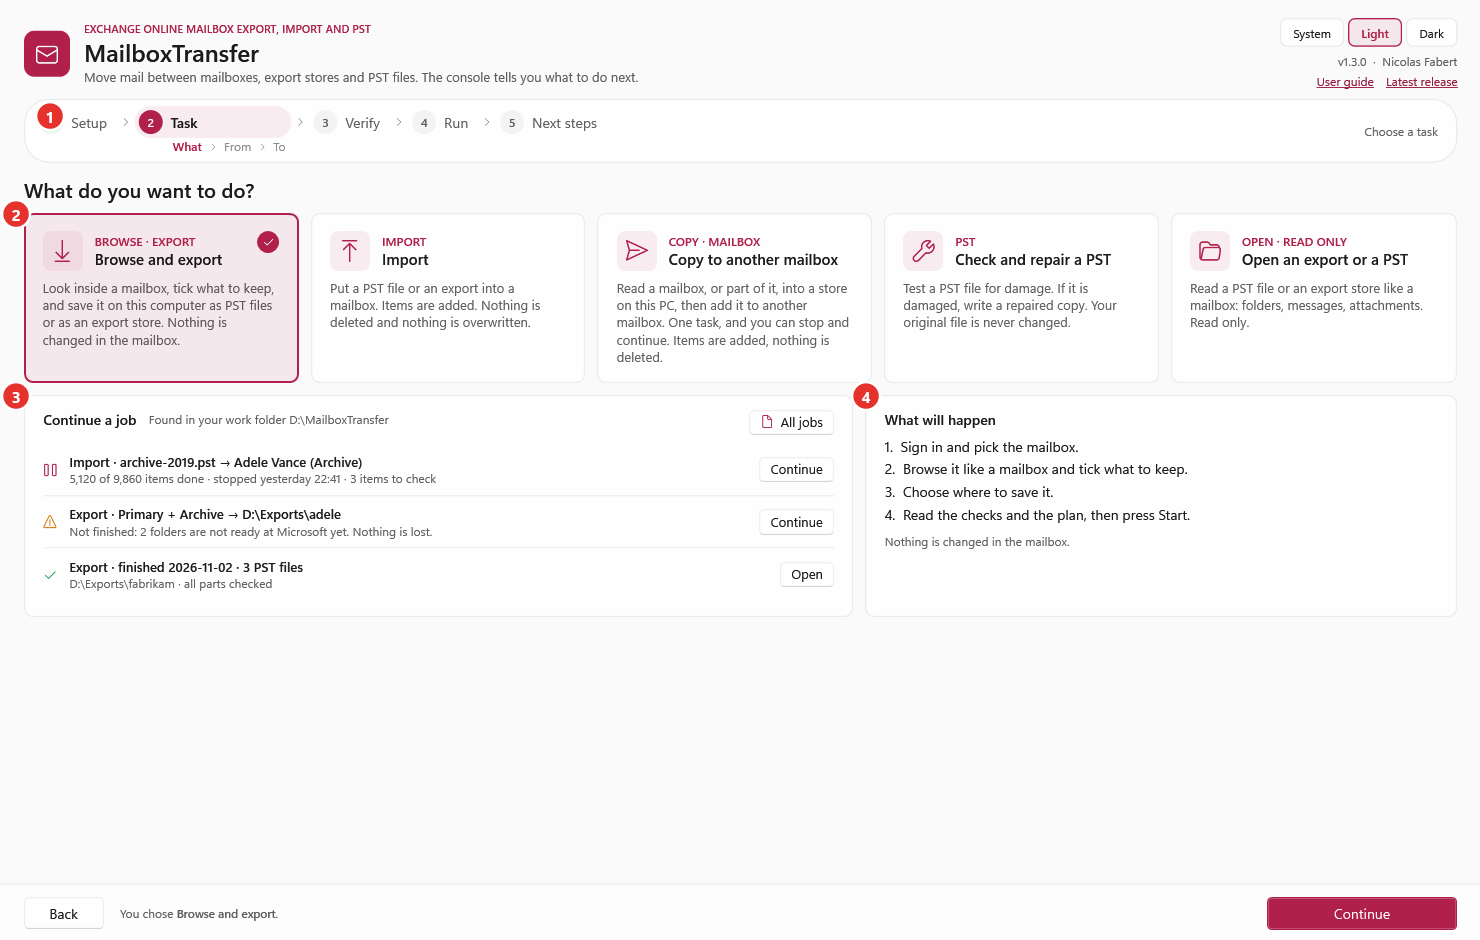 EXCHANGE ONLINE MAILBOX EXPORT, IMPORT AND PST
MailboxTransfer
Move mail between mailboxes, export stores and PST files. The console tells you what to do next.
System
Light
Dark
v1.3.0 · Nicolas Fabert
User guide
Latest release
1 Setup
2 Task
3 Verify
4 Run
5 Next steps
What
From
To
Choose a task
What do you want to do?
2
BROWSE · EXPORT
Browse and export
Look inside a mailbox, tick what to keep,
and save it on this computer as PST files
or as an export store. Nothing is
changed in the mailbox.
IMPORT
Import
Put a PST file or an export into a
mailbox. Items are added. Nothing is
deleted and nothing is overwritten.
COPY · MAILBOX
Copy to another mailbox
Read a mailbox, or part of it, into a store
on this PC, then add it to another
mailbox. One task, and you can stop and
continue. Items are added, nothing is
deleted.
PST
Check and repair a PST
Test a PST file for damage. If it is
damaged, write a repaired copy. Your
original file is never changed.
OPEN · READ ONLY
Open an export or a PST
Read a PST file or an export store like a
mailbox: folders, messages, attachments.
Read only.
3
Continue a job
Found in your work folder D:\MailboxTransfer
All jobs
Import · archive-2019.pst → Adele Vance (Archive)
5,120 of 9,860 items done · stopped yesterday 22:41 · 3 items to check
Continue
Export · Primary + Archive → D:\Exports\adele
Not finished: 2 folders are not ready at Microsoft yet. Nothing is lost.
Continue
Export · finished 2026-11-02 · 3 PST files
D:\Exports\fabrikam · all parts checked
Open
4
What will happen
1. Sign in and pick the mailbox.
2. Browse it like a mailbox and tick what to keep.
3. Choose where to save it.
4. Read the checks and the plan, then press Start.
Nothing is changed in the mailbox.
Back
You chose Browse and export.
Continue